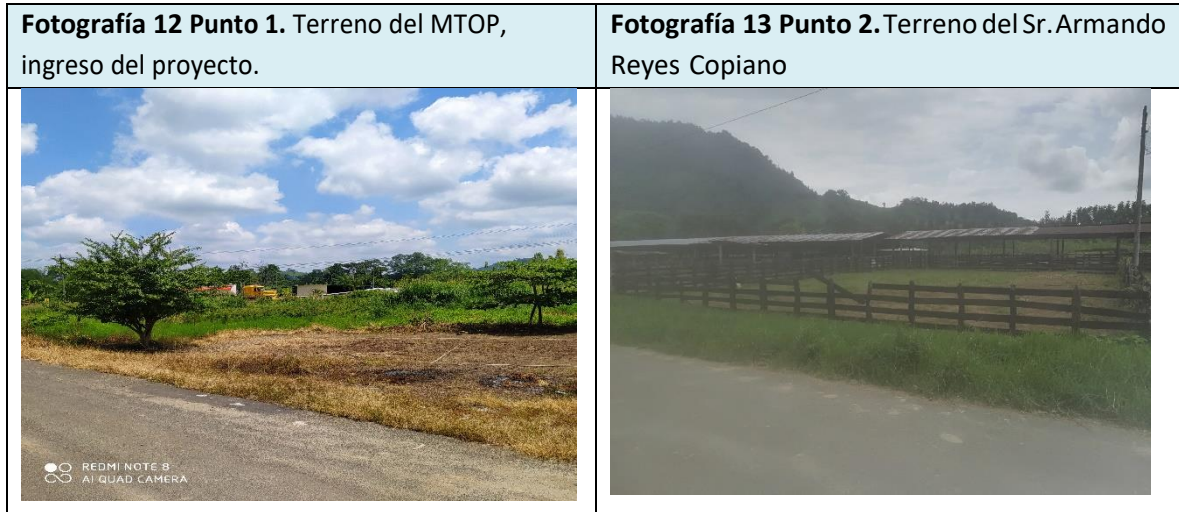 Fotografía 12 Punto 1. Terreno del MTOP,
ingreso del proyecto.
Fotografía 13 Punto 2. Terreno del Sr. Armando
Reyes Copiano
REDMI NOTE 8
AI QUAD CAMERA